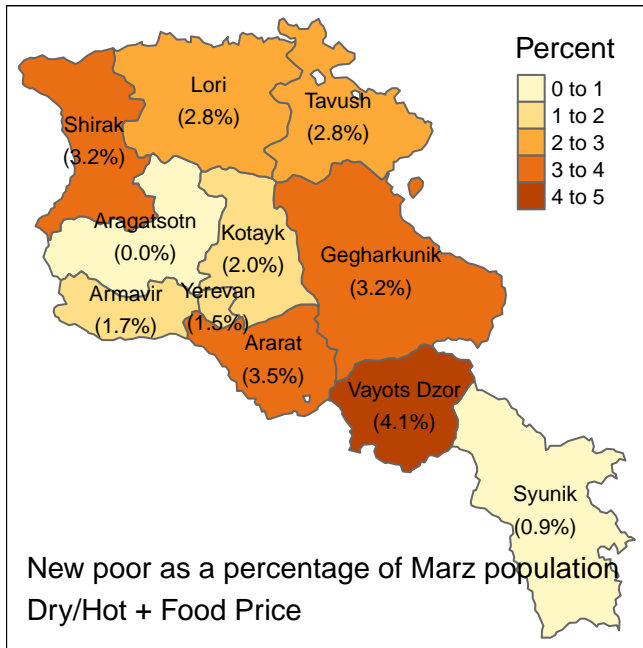 Percent
0 to 1
1 to 2
2 to 3
3 to 4
4 to 5
Lori
(2.8%)
Tavush
(2.8%)
Shirak
(3.2%)
Aragatsotn
(0.0%)
Kotayk
(2.0%)
Gegharkunik
(3.2%)
Armavir
(1.7%)
Yerevan
(1.5%)
Ararat
(3.5%)
Vayots Dzor
(4.1%)
Syunik
(0.9%)
New poor as a percentage of Marz population
Dry/Hot + Food Price